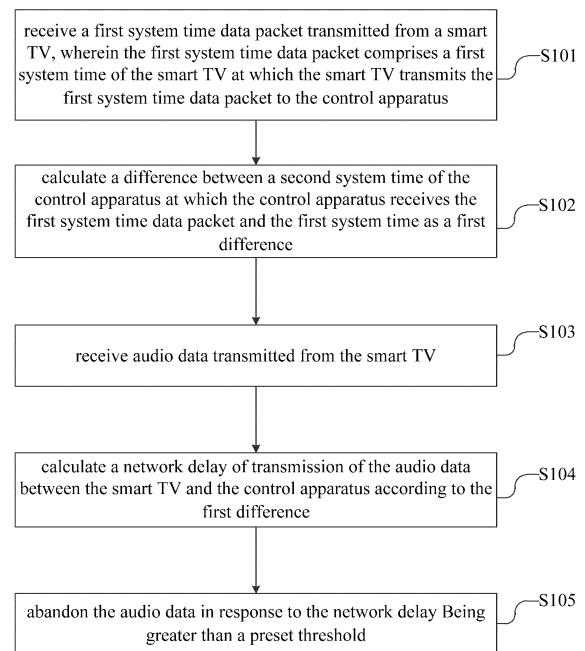 receive a first system time data packet transmitted from a smart
TV, wherein the first system time data packet comprises a first
system time of the smart TV at which the smart TV transmits the
first system time data packet to the control apparatus
S101
calculate a difference between a second system time of the
control apparatus at which the control apparatus receives the
first system time data packet and the first system time as a first
difference
S102
receive audio data transmitted from the smart TV
S103
calculate a network delay of transmission of the audio data
between the smart TV and the control apparatus according to the
first difference
S104
abandon the audio data in response to the network delay Being
greater than a preset threshold
S105